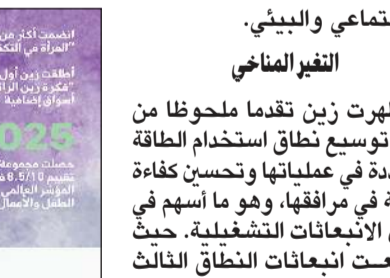 تماعي والبيئي.
التغير المناخي
هرت زين تقدما ملحوظا من
توسيع نطاق استخدام الطاقة
ددة في عملياتها وتحسين كفاءة
ة في مرافقها، وهو ما أسهم في
الانبعاثات التشغيلية. حيث
ت انبعاثات النطاق الثالث
انضمت أكثر من
"المرأة في التك
أطلقت زين أول
"فكرة زين الرا
أسواق إضافية
2025
حصلت مجموعة
تقييم 8.5/10 ف
المؤشر العالمي
الطفل والأعمال